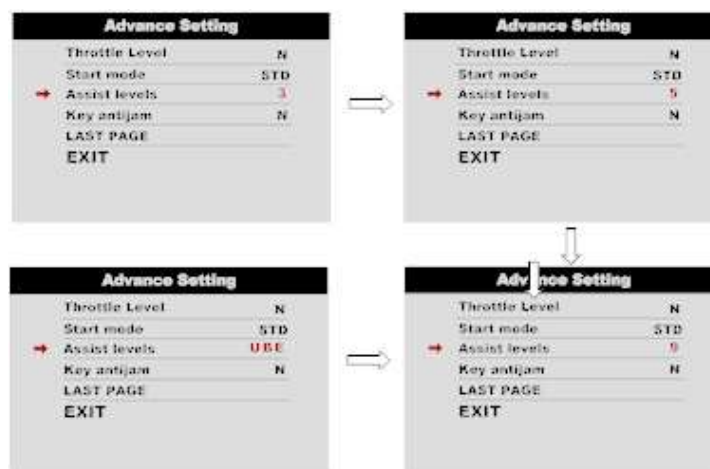 Advance Setting
Throttle Level N
Start mode STD
Assist levels 3
Key antijam N
LAST PAGE
EXIT
Advance Setting
Throttle Level N
Start mode STD
Assist levels 5
Key antijam N
LAST PAGE
EXIT
Advance Setting
Throttle Level N
Start mode STD
Assist levels UBE
Key antijam N
LAST PAGE
EXIT
Advance Setting
Throttle Level N
Start mode STD
Assist levels 9
Key antijam N
LAST PAGE
EXIT